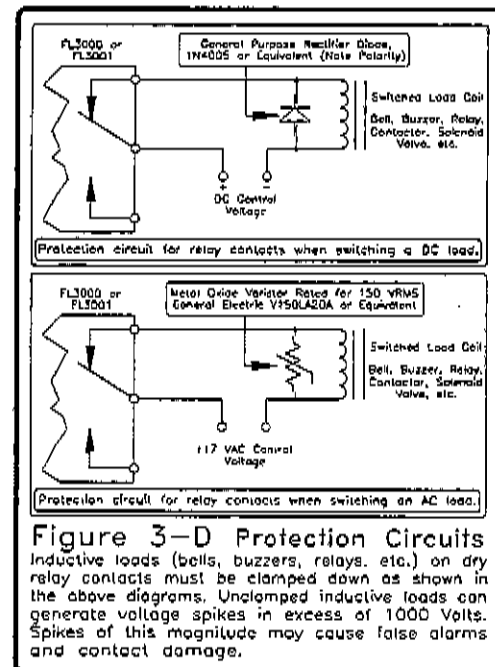 FL3000 or
FL3001
General Purpose Rectifier Diode,
1N4005 or Equivalent (Note Polarity)
Switched Load Coil
Bell, Buzzer, Relay,
Contactor, Solenoid
Valve, etc.
+ -
DC Control
Voltage
Protection circuit for relay contacts when switching a DC load.
FL3000 or
FL3001
Metal Oxide Varistor Rated for 150 VRMS
General Electric V150LA20A or Equivalent
Switched Load Coil
Bell, Buzzer, Relay,
Contactor, Solenoid
Valve, etc.
117 VAC Control
Voltage
Protection circuit for relay contacts when switching an AC load.
Figure 3-D Protection Circuits
Inductive loads (bells, buzzers, relays. etc.) on dry
relay contacts must be clamped down as shown in
the above diagrams. Unclamped inductive loads can
generate voltage spikes in excess of 1000 Volts.
Spikes of this magnitude may cause false alarms
and contact damage.